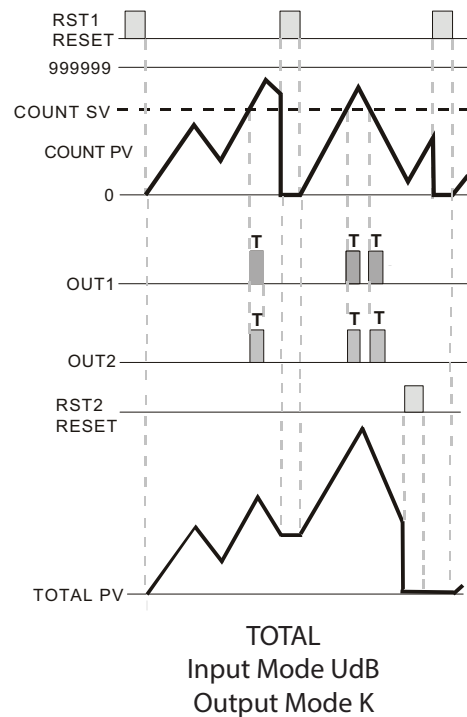 RST1
RESET
999999
COUNT SV
COUNT PV
0
T T T
OUT1
T T T
OUT2
RST2
RESET
TOTAL PV
TOTAL
Input Mode UdB
Output Mode K